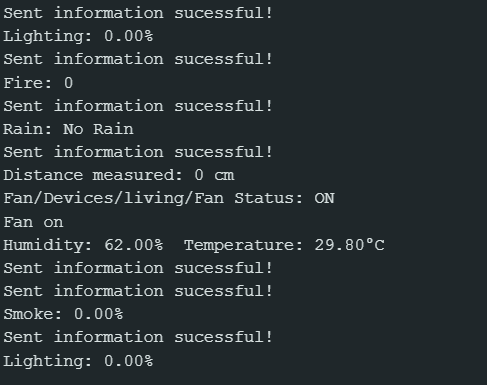 Sent information sucessful!
Lighting: 0.00%
Sent information sucessful!
Fire: 0
Sent information sucessful!
Rain: No Rain
Sent information sucessful!
Distance measured: 0 cm
Fan/Devices/living/Fan Status: ON
Fan on
Humidity: 62.00%  Temperature: 29.80°C
Sent information sucessful!
Sent information sucessful!
Smoke: 0.00%
Sent information sucessful!
Lighting: 0.00%